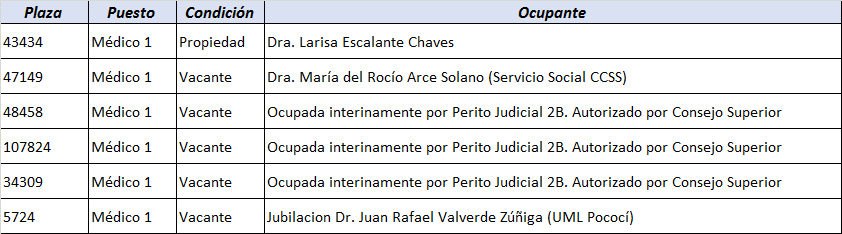 Plaza Puesto Condición Ocupante
43434 Médico 1 Propiedad Dra. Larisa Escalante Chaves
47149 Médico 1 Vacante Dra. María del Rocío Arce Solano (Servicio Social CCSS)
48458 Médico 1 Vacante Ocupada interinamente por Perito Judicial 2B. Autorizado por Consejo Superior
107824 Médico 1 Vacante Ocupada interinamente por Perito Judicial 2B. Autorizado por Consejo Superior
34309 Médico 1 Vacante Ocupada interinamente por Perito Judicial 2B. Autorizado por Consejo Superior
5724 Médico 1 Vacante Jubilacion Dr. Juan Rafael Valverde Zúñiga (UML Pococí)